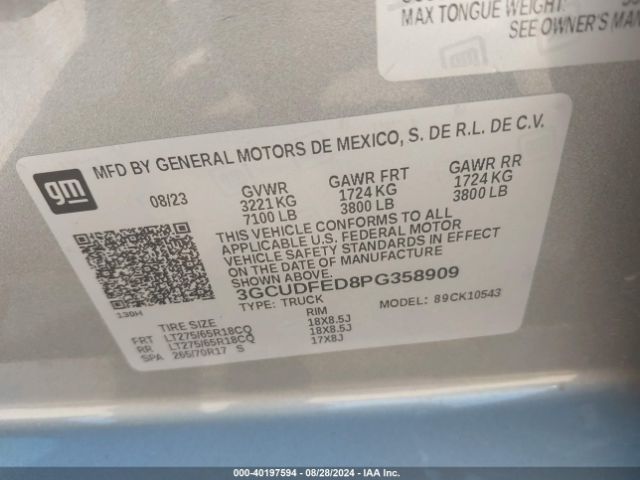 MAX TONGUE WEIGHT:
SEE OWNER'S MAN
gm
MFD BY GENERAL MOTORS DE MEXICO, S. DE R.L. DE C.V.
08/23 GVWR GAWR FRT GAWR RR
3221 KG 1724 KG 1724 KG
7100 LB 3800 LB 3800 LB
THIS VEHICLE CONFORMS TO ALL
APPLICABLE U.S. FEDERAL MOTOR
VEHICLE SAFETY STANDARDS IN EFFECT
ON THE DATE OF MANUFACTURE
SHOWN ABOVE.
3GCUDFED8PG358909
130H
TYPE: TRUCK MODEL: 89CK10543
TIRE SIZE RIM
FRT LT275/65R18CQ 18X8.5J
RR LT275/65R18CQ 18X8.5J
SPA 265/70R17 S 17X8J
000-40197594 - 08/28/2024 - IAA Inc.